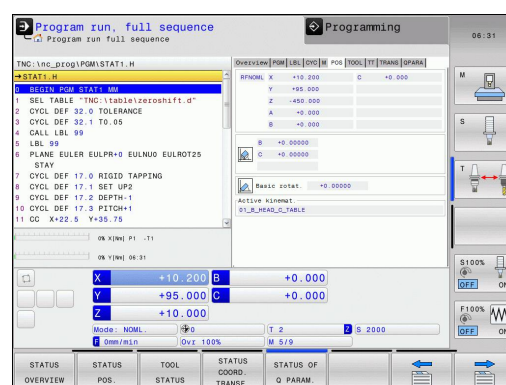 Program run, full sequence
Program run full sequence
Programming
06:31
TNC:\nc_prog\PGM\STAT1.H
→STAT1.H
0 BEGIN PGM STAT1 MM
1 SEL TABLE "TNC:\table\zeroshift.d"
2 CYCL DEF 32.0 TOLERANCE
3 CYCL DEF 32.1 T0.05
4 CALL LBL 99
5 LBL 99
6 PLANE EULER EULPR+0 EULNU0 EULROT25
STAY
7 CYCL DEF 17.0 RIGID TAPPING
8 CYCL DEF 17.1 SET UP2
9 CYCL DEF 17.2 DEPTH-1
10 CYCL DEF 17.3 PITCH+1
11 CC X+22.5 Y+35.75
0% X[Nm] P1 -T1
0% Y[Nm] 06:31
Overview PGM LBL CYC M POS TOOL TT TRANS QPARA
RFNOML X +10.200 C +0.000
Y +95.000
Z -450.000
A +0.000
B +0.000
B +0.00000
C +0.00000
Basic rotat. +0.00000
Active kinemat.
01_B_HEAD_C_TABLE
X +10.200 B +0.000
Y +95.000 C +0.000
Z +10.000
Mode: NOML. 0 T 2 Z S 2000
F 0mm/min Ovr 100% M 5/9
M
S
T
S100%
OFF ON
F100%
OFF ON
STATUS OVERVIEW
STATUS POS.
TOOL STATUS
STATUS COORD. TRANSF.
STATUS OF Q PARAM.